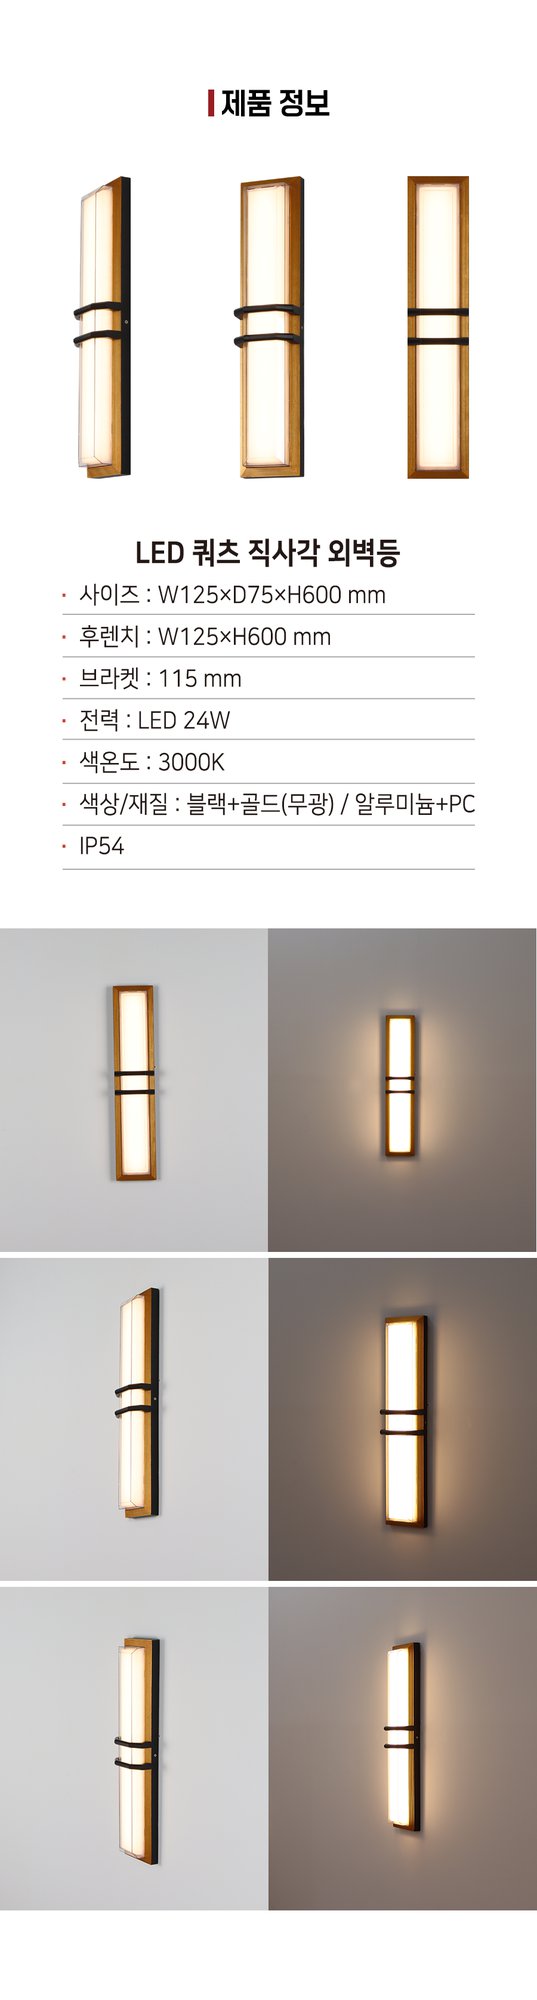 제품 정보
LED 쿼츠 직사각 외벽등
· 사이즈 : W125×D75×H600 mm
· 후렌치 : W125×H600 mm
· 브라켓 : 115 mm
· 전력 : LED 24W
· 색온도 : 3000K
· 색상/재질 : 블랙+골드(무광) / 알루미늄+PC
· IP54